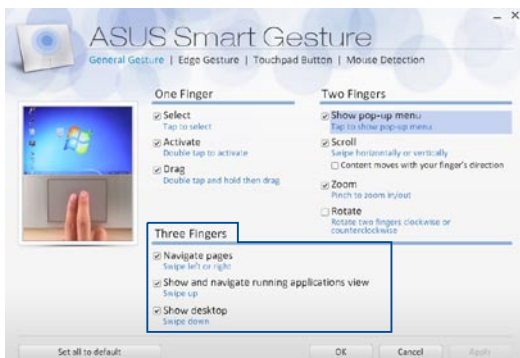 ASUS Smart Gesture
General Gesture | Edge Gesture | Touchpad Button | Mouse Detection
One Finger
Select
Tap to select
Activate
Double tap to activate
Drag
Double tap and hold then drag
Two Fingers
Show pop-up menu
Tap to show pop-up menu
Scroll
Swipe horizontally or vertically
Content moves with your finger's direction
Zoom
Pinch to zoom in/out
Rotate
Rotate two fingers clockwise or
counterclockwise
Three Fingers
Navigate pages
Swipe left or right
Show and navigate running applications view
Swipe up
Show desktop
Swipe down
Set all to default
OK
Cancel
Apply